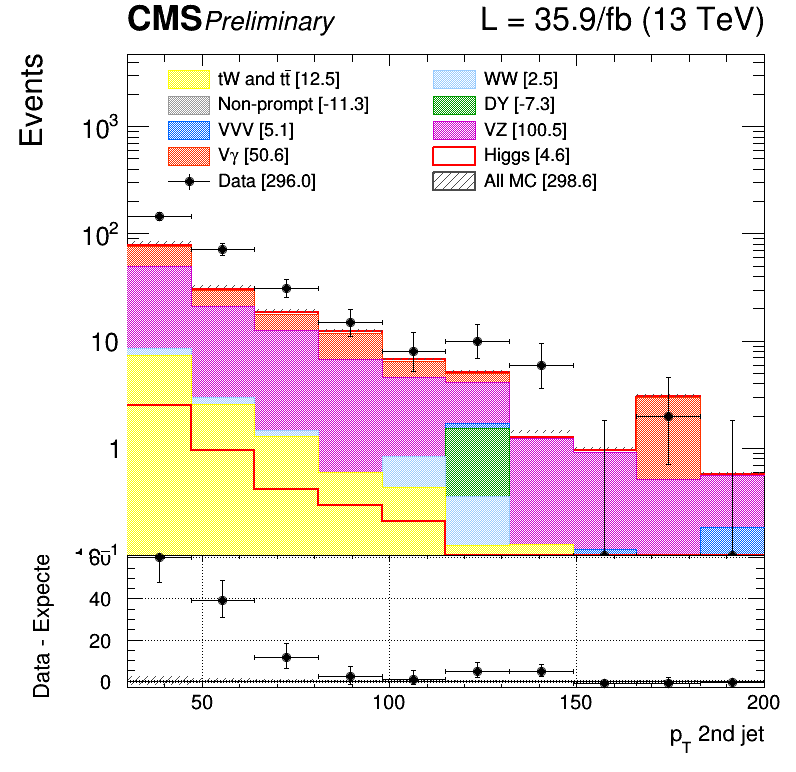 CMS Preliminary L = 35.9/fb (13 TeV)
Events
tW and tt̄ [12.5] WW [2.5]
Non-prompt [-11.3] DY [-7.3]
VVV [5.1] VZ [100.5]
Vγ [50.6] Higgs [4.6]
Data [296.0] All MC [298.6]
10³
10²
10
1
60
40
20
0
Data - Expecte
50 100 150 200
p_T 2nd jet